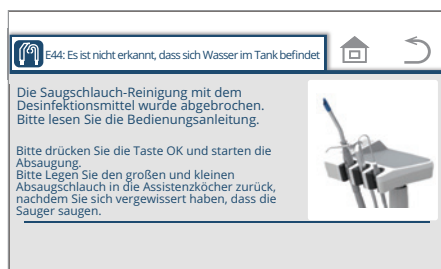 E44: Es ist nicht erkannt, dass sich Wasser im Tank befindet
Die Saugschlauch-Reinigung mit dem
Desinfektionsmittel wurde abgebrochen.
Bitte lesen Sie die Bedienungsanleitung.
Bitte drücken Sie die Taste OK und starten die
Absaugung.
Bitte Legen Sie den großen und kleinen
Absaugschlauch in die Assistenzköcher zurück,
nachdem Sie sich vergewissert haben, dass die
Sauger saugen.